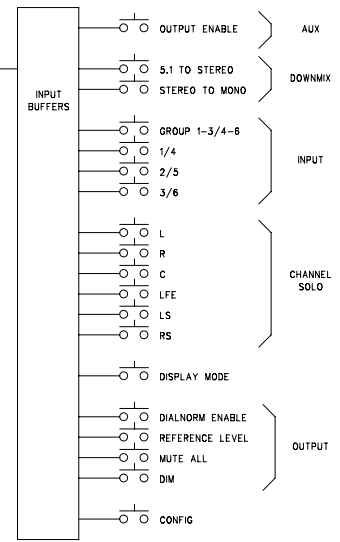 INPUT
BUFFERS
OUTPUT ENABLE
AUX
5.1 TO STEREO
STEREO TO MONO
DOWNMIX
GROUP 1-3/4-6
1/4
2/5
3/6
INPUT
L
R
C
LFE
LS
RS
CHANNEL
SOLO
DISPLAY MODE
DIALNORM ENABLE
REFERENCE LEVEL
MUTE ALL
DIM
OUTPUT
CONFIG